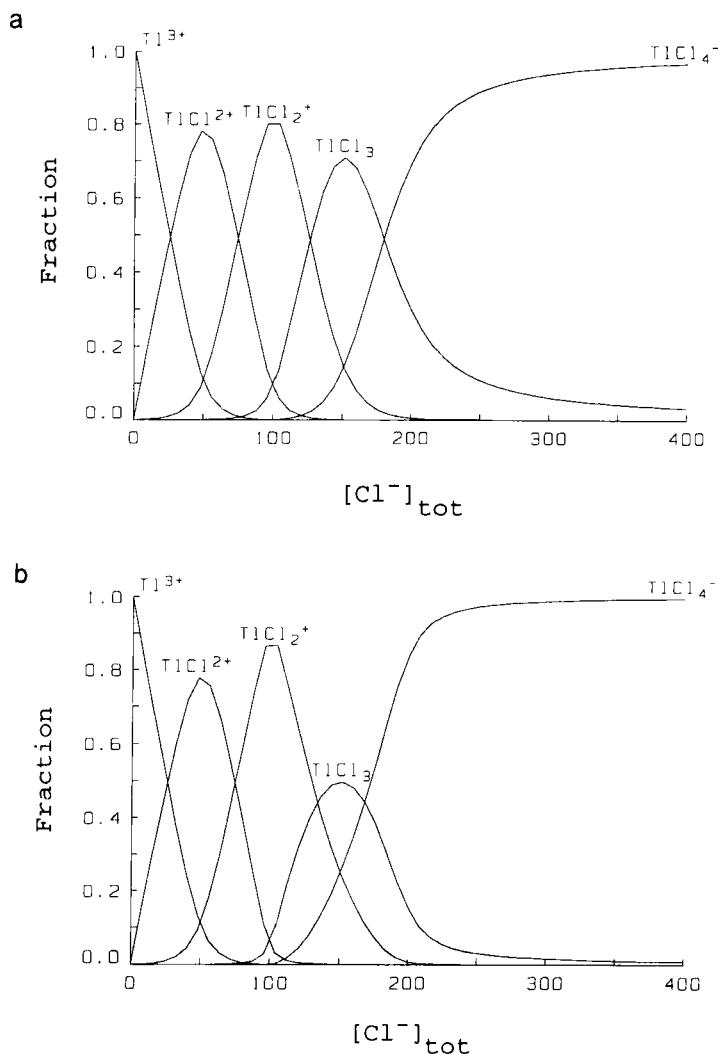 a
Tl³⁺
TlCl²⁺
TlCl₂⁺
TlCl₃
TlCl₄⁻
1.0
0.8
0.6
0.4
0.2
0.0
Fraction
0 100 200 300 400
[Cl⁻]tot
b
Tl³⁺
TlCl²⁺
TlCl₂⁺
TlCl₃
TlCl₄⁻
1.0
0.8
0.6
0.4
0.2
0.0
Fraction
0 100 200 300 400
[Cl⁻]tot